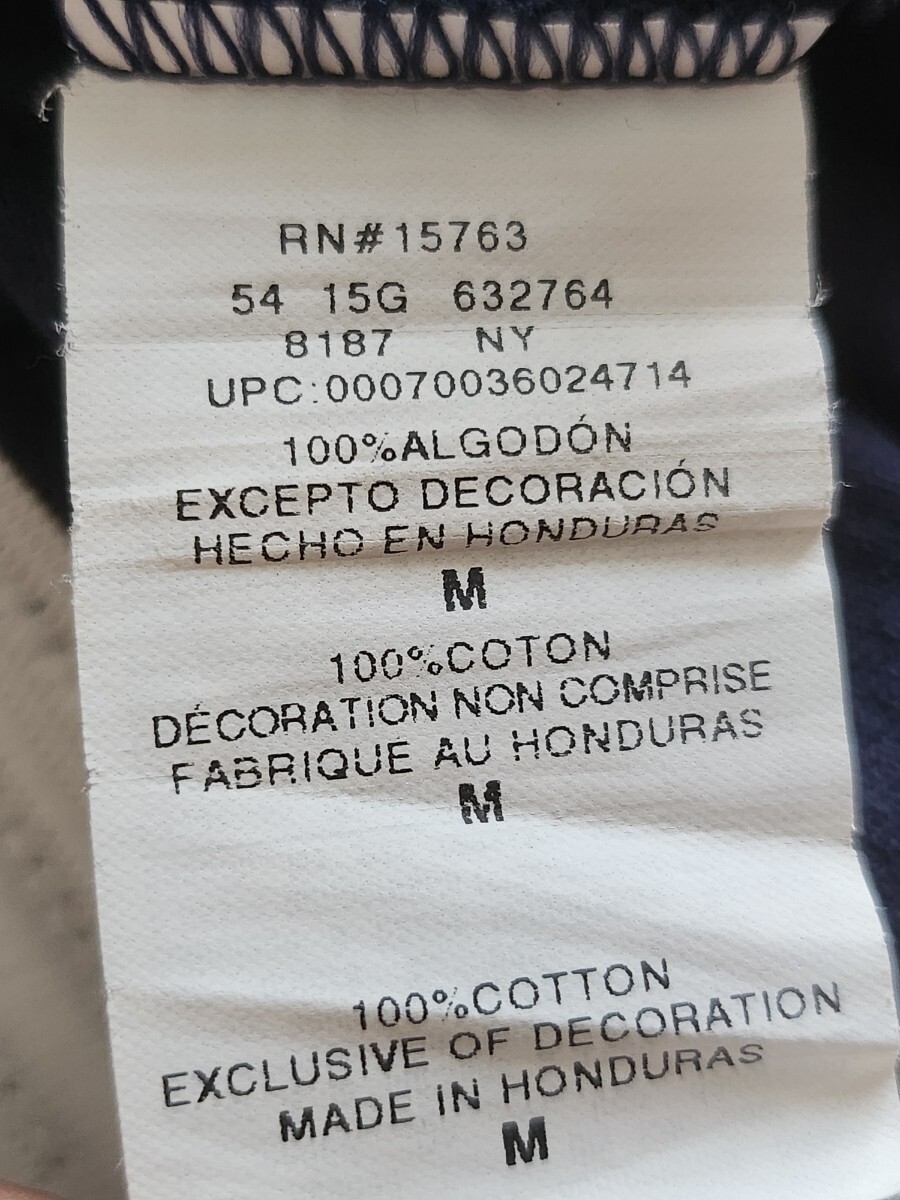 RN#15763
54 15G 632764
8187 NY
UPC:00070036024714
100%ALGODÓN
EXCEPTO DECORACIÓN
HECHO EN HONDURAS
M
100%COTON
DÉCORATION NON COMPRISE
FABRIQUE AU HONDURAS
M
100%COTTON
EXCLUSIVE OF DECORATION
MADE IN HONDURAS
M